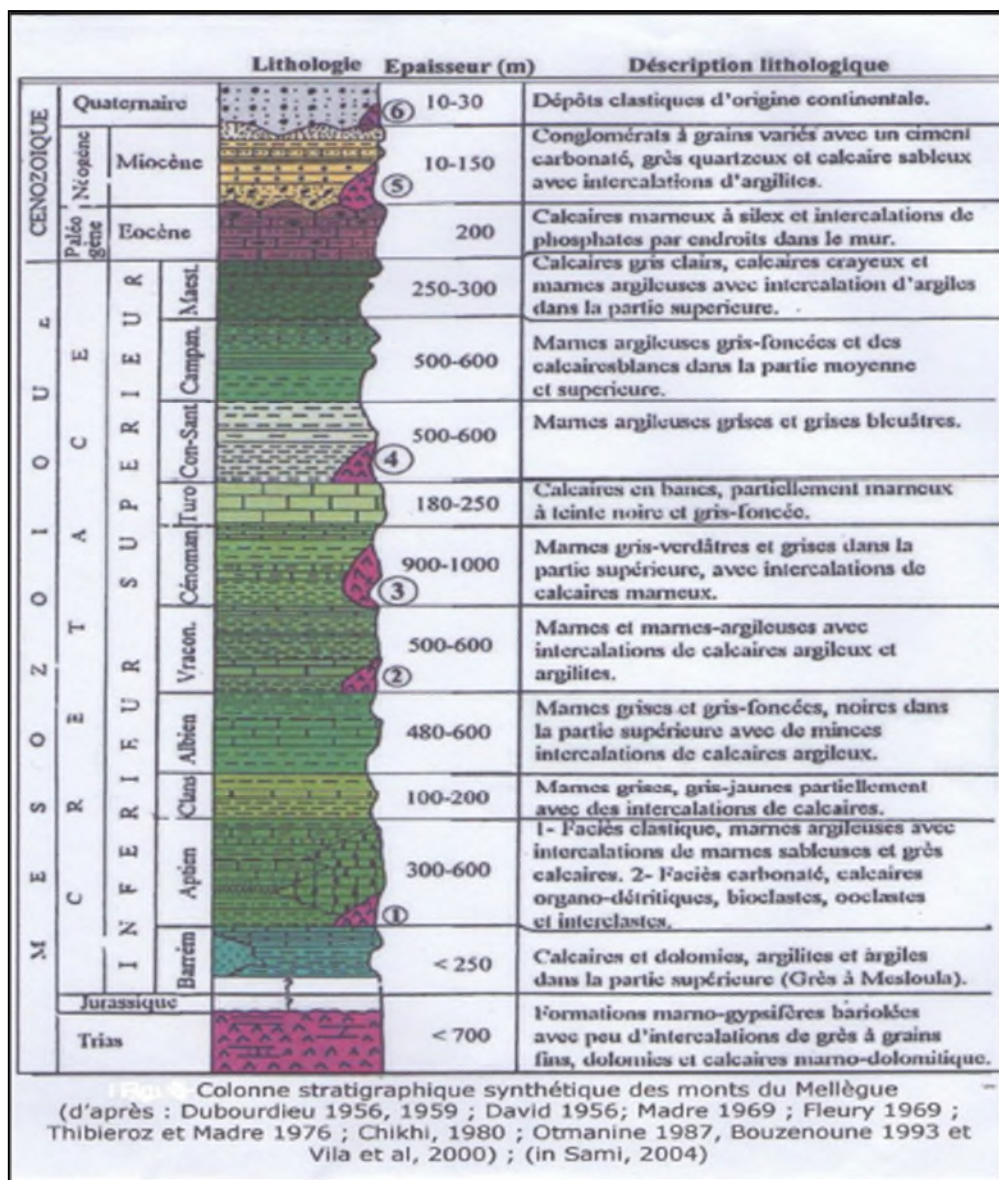 Lithologie Epaisseur (m) Déscription lithologique
CENOZOIQUE
Néogène
Paléo
gène
Quaternaire
⑥
10-30
Dépôts clastiques d'origine continentale.
Miocène
⑤
10-150
Conglomérats à grains variés avec un ciment
carbonaté, grès quartzeux et calcaire sableux
avec intercalations d'argilites.
Eocène
200
Calcaires marneux à silex et intercalations de
phosphates par endroits dans le mur.
MESOZOIQUE
CRETACE
SUPERIEUR
Maest.
250-300
Calcaires gris clairs, calcaires crayeux et
marnes argileuses avec intercalation d'argiles
dans la partie superieure.
Campan.
500-600
Marnes argileuses gris-foncées et des
calcairesblancs dans la partie moyenne
et superieure.
Con-Sant
④
500-600
Marnes argileuses grises et grises bleuâtres.
Turo
180-250
Calcaires en bancs, partiellement marneux
à teinte noire et gris-foncée.
Cénoman.
③
900-1000
Marnes gris-verdâtres et grises dans la
partie supérieure, avec intercalations de
calcaires marneux.
INFERIEUR
Vracon.
②
500-600
Marnes et marnes-argileuses avec
intercalations de calcaires argileux et
argilites.
Albien
480-600
Marnes grises et gris-foncées, noires dans
la partie supérieure avec de minces
intercalations de calcaires argileux.
Clans
100-200
Marnes grises, gris-jaunes partiellement
avec des intercalations de calcaires.
Aptien
①
300-600
1- Faciès clastique, marnes argileuses avec
intercalations de marnes sableuses et grès
calcaires. 2- Faciès carbonaté, calcaires
organo-détritiques, bioclastes, ooclastes
et interclastes.
Barrém
?
< 250
Calcaires et dolomies, argilites et àrgiles
dans la partie supérieure (Grès à Mesloula).
Jurassique
?
Trias
< 700
Formations marno-gypsifères bariolées
avec peu d'intercalations de grès à grains
fins, dolomies et calcaires marno-dolomitique.
Colonne stratigraphique synthétique des monts du Mellègue
(d'après : Dubourdieu 1956, 1959 ; David 1956; Madre 1969 ; Fleury 1969 ;
Thibieroz et Madre 1976 ; Chikhi, 1980 ; Otmanine 1987, Bouzenoune 1993 et
Vila et al, 2000) ; (in Sami, 2004)